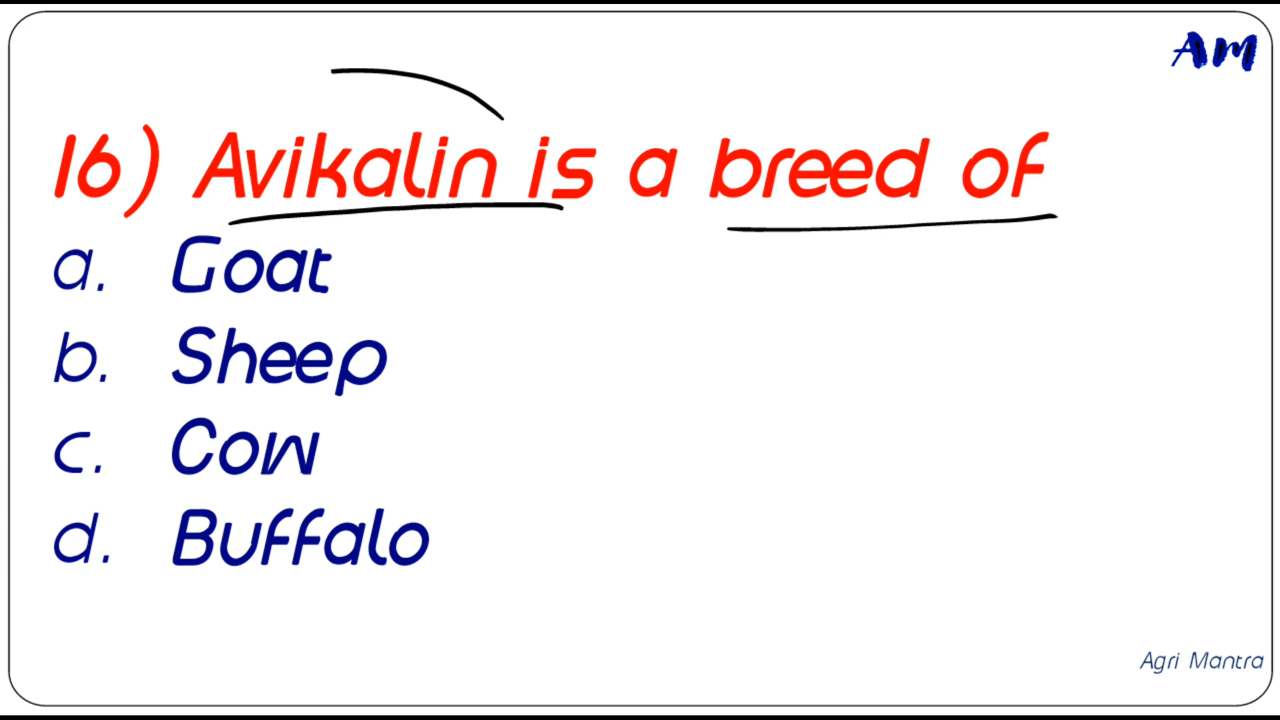 AM
16) Avikalin is a breed of
a. Goat
b. Sheep
c. Cow
d. Buffalo
Agri Mantra